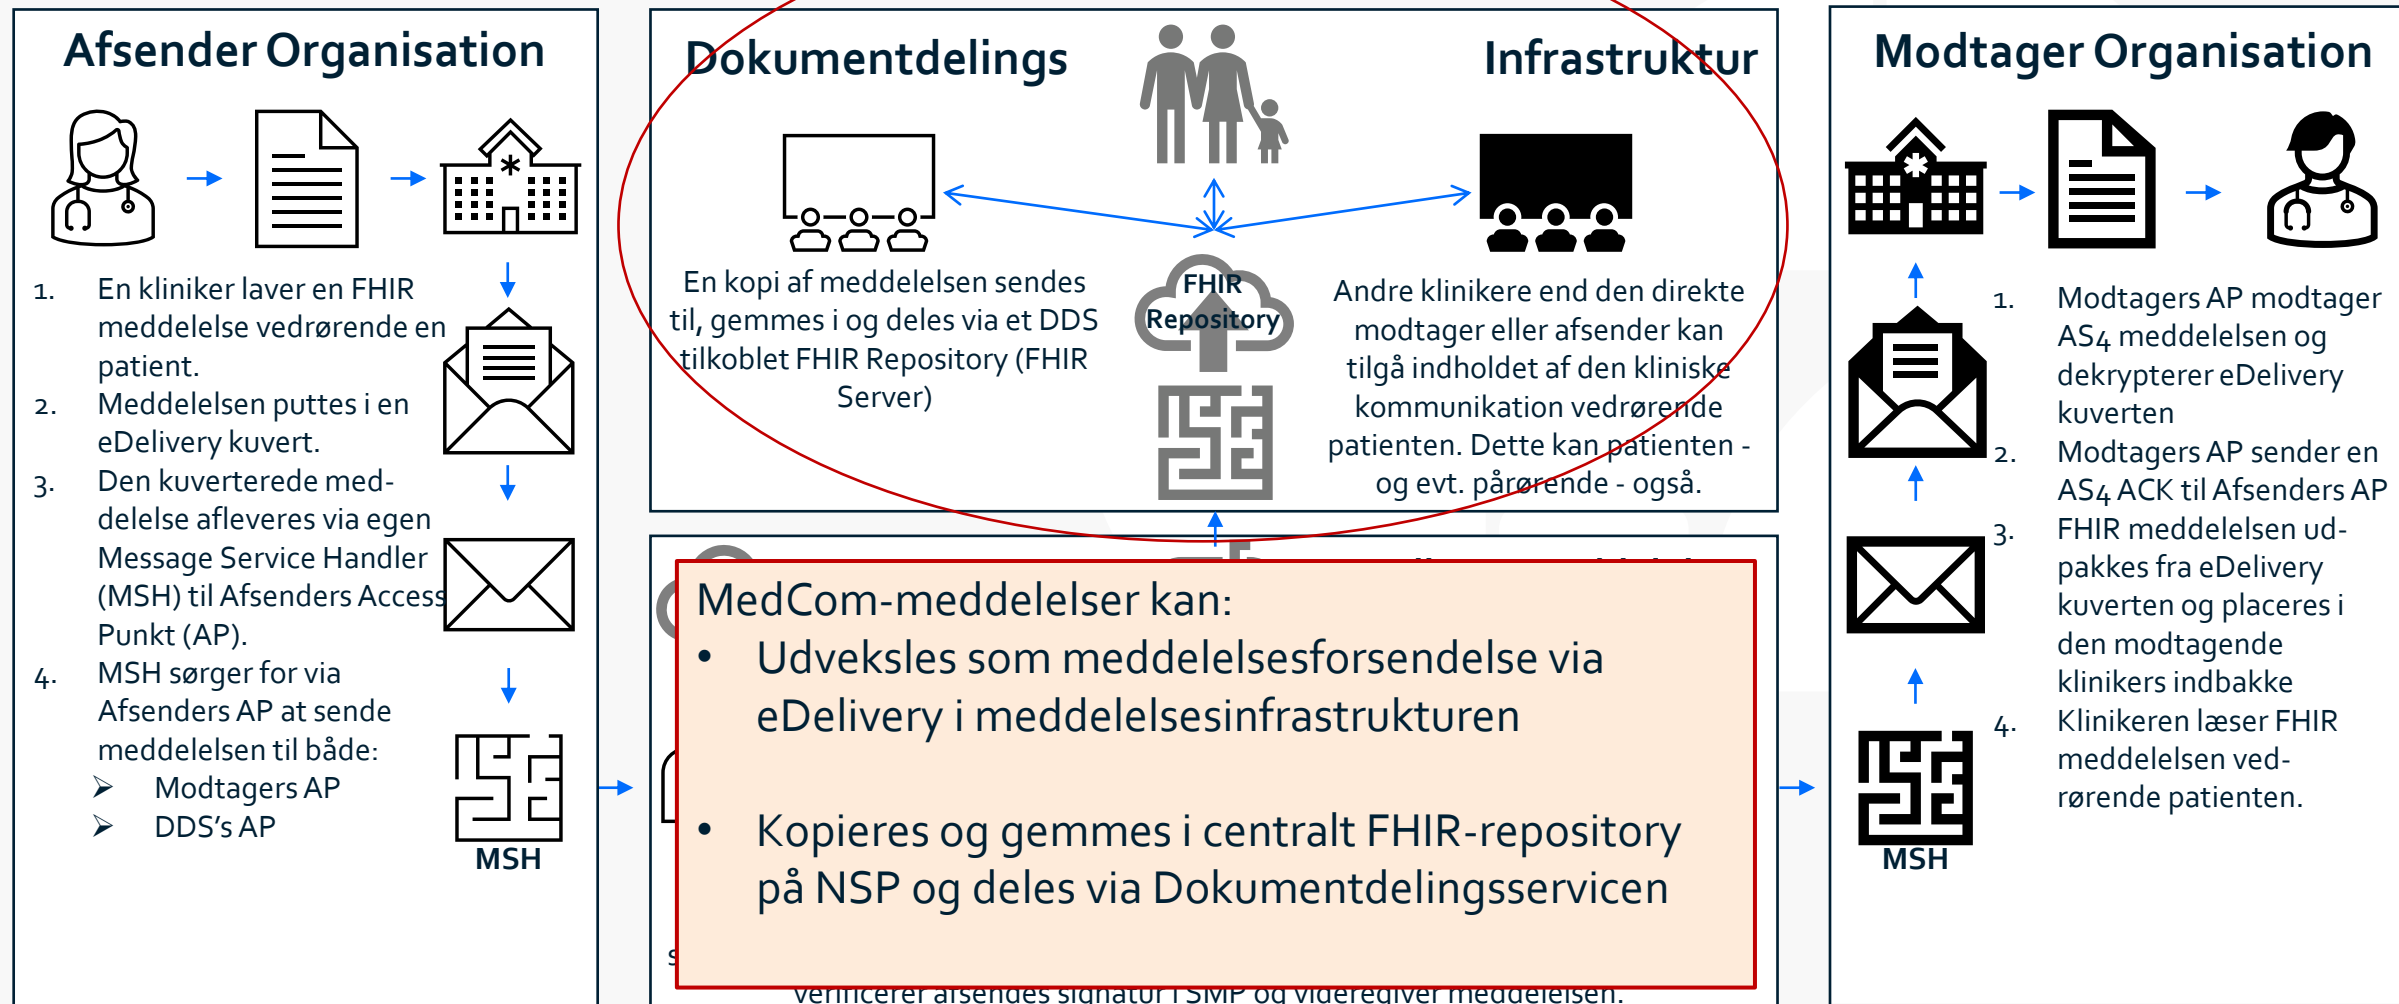 Afsender Organisation
1. En kliniker laver en FHIR
meddelelse vedrørende en
patient.
2. Meddelelsen puttes i en
eDelivery kuvert.
3. Den kuverterede med-
delelse afleveres via egen
Message Service Handler
(MSH) til Afsenders Access
Punkt (AP).
4. MSH sørger for via
Afsenders AP at sende
meddelelsen til både:
➢ Modtagers AP
➢ DDS's AP
MSH
Dokumentdelings Infrastruktur
En kopi af meddelelsen sendes
til, gemmes i og deles via et DDS
tilkoblet FHIR Repository (FHIR
Server)
FHIR
Repository
Andre klinikere end den direkte
modtager eller afsender kan
tilgå indholdet af den kliniske
kommunikation vedrørende
patienten. Dette kan patienten -
og evt. pårørende - også.
MedCom-meddelelser kan:
• Udveksles som meddelelsesforsendelse via
eDelivery i meddelelsesinfrastrukturen
• Kopieres og gemmes i centralt FHIR-repository
på NSP og deles via Dokumentdelingsservicen
verificerer afsendes signatur i SMP og videregiver meddelelsen.
Modtager Organisation
1. Modtagers AP modtager
AS4 meddelelsen og
dekrypterer eDelivery
kuverten
2. Modtagers AP sender en
AS4 ACK til Afsenders AP
3. FHIR meddelelsen ud-
pakkes fra eDelivery
kuverten og placeres i
den modtagende
klinikers indbakke
4. Klinikeren læser FHIR
meddelelsen ved-
rørende patienten.
MSH